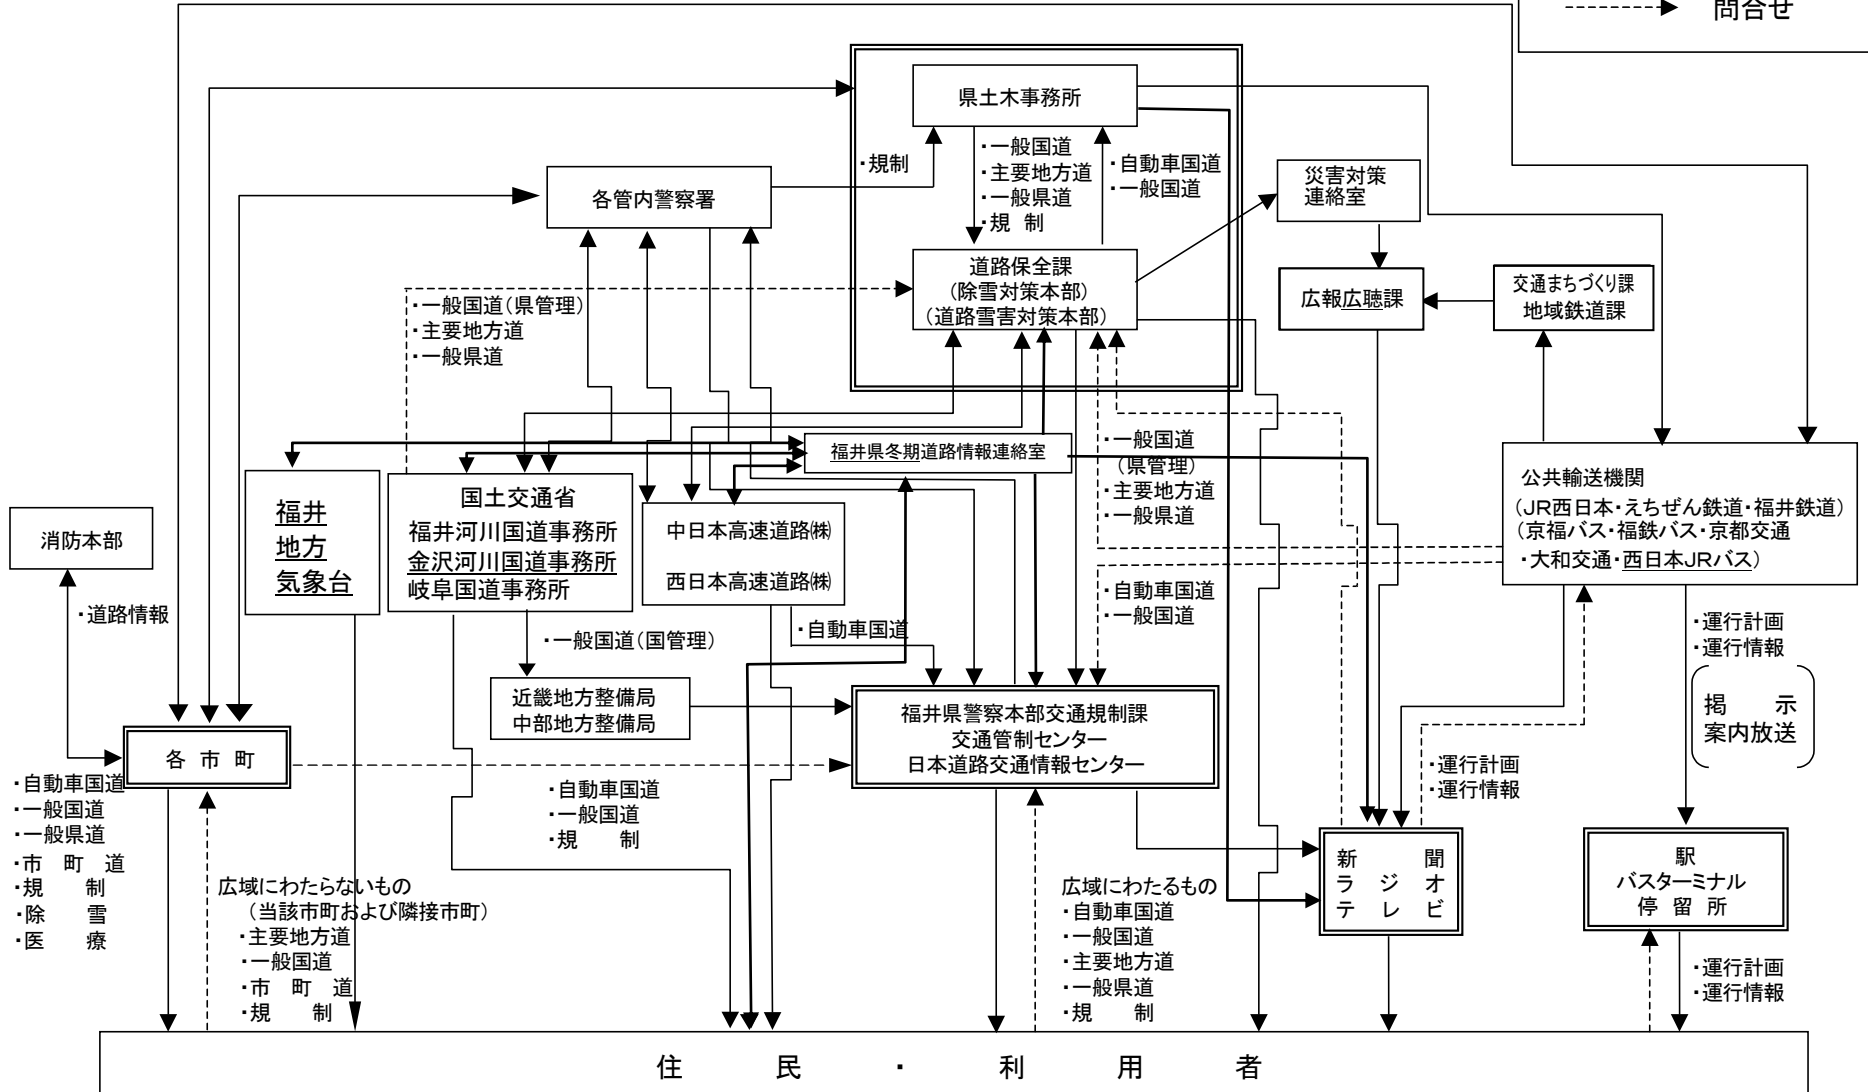 問合せ
県土木事務所
・規制
・一般国道
・主要地方道
・一般県道
・規 制
・自動車国道
・一般国道
各管内警察署
災害対策
連絡室
道路保全課
(除雪対策本部)
(道路雪害対策本部)
広報広聴課
交通まちづくり課
地域鉄道課
・一般国道(県管理)
・主要地方道
・一般県道
福井県冬期道路情報連絡室
・一般国道
(県管理)
・主要地方道
・一般県道
公共輸送機関
(JR西日本・えちぜん鉄道・福井鉄道)
(京福バス・福鉄バス・京都交通
・大和交通・西日本JRバス)
福井
地方
気象台
国土交通省
福井河川国道事務所
金沢河川国道事務所
岐阜国道事務所
中日本高速道路㈱
西日本高速道路㈱
消防本部
・道路情報
・自動車国道
・一般国道
・一般国道(国管理)
・自動車国道
・運行計画
・運行情報
掲 示
案内放送
近畿地方整備局
中部地方整備局
福井県警察本部交通規制課
交通管制センター
日本道路交通情報センター
各 市 町
・自動車国道
・一般国道
・一般県道
・市 町 道
・規 制
・除 雪
・医 療
・自動車国道
・一般国道
・規 制
・運行計画
・運行情報
新 聞
ラ ジ オ
テ レ ビ
駅
バスターミナル
停 留 所
広域にわたらないもの
(当該市町および隣接市町)
・主要地方道
・一般国道
・市 町 道
・規 制
広域にわたるもの
・自動車国道
・一般国道
・主要地方道
・一般県道
・規 制
・運行計画
・運行情報
住 民 ・ 利 用 者